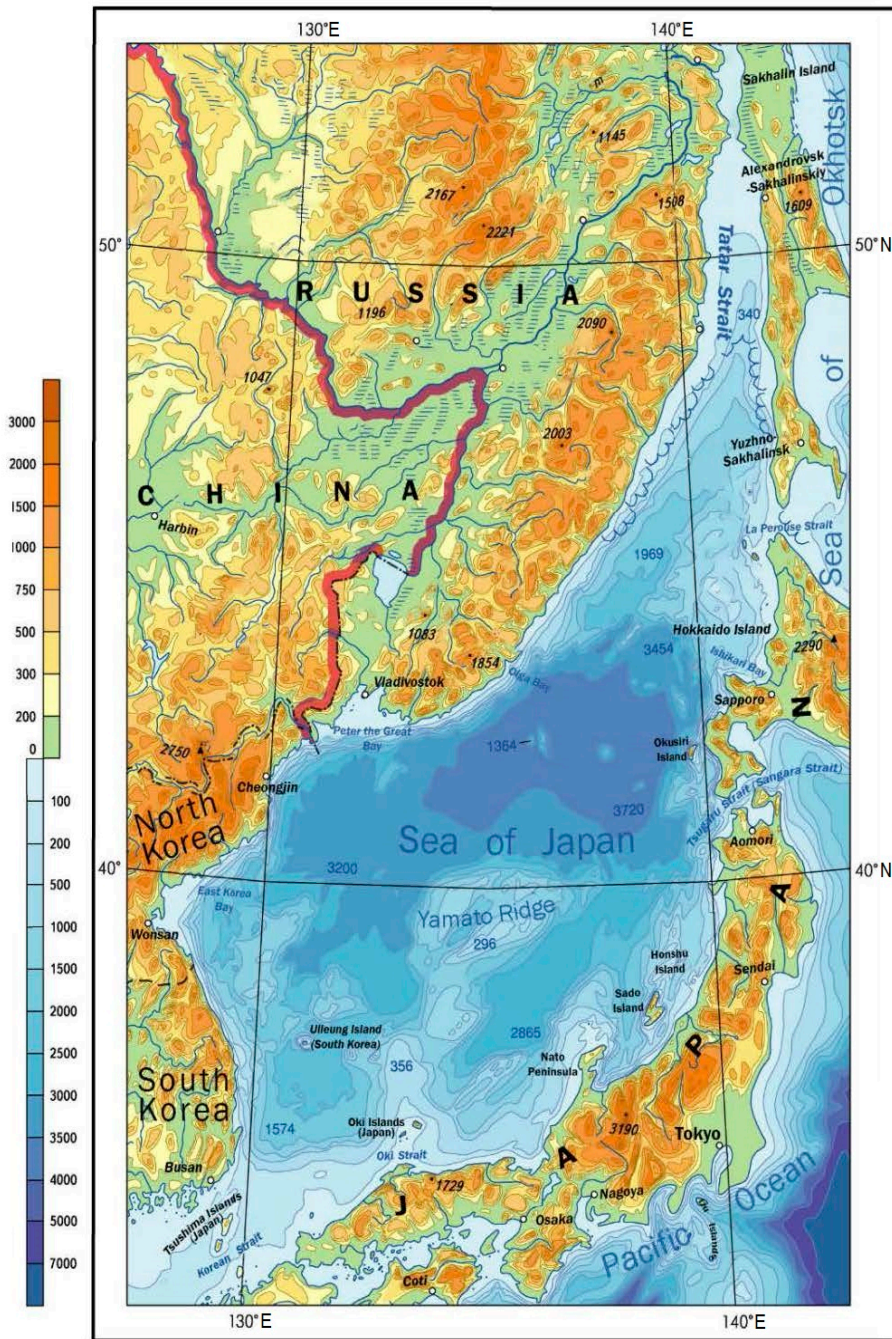 130°E
140°E
Sakhalin Island
m
1145
Alexandrovsk
-Sakhalinskiy
Okhotsk
2167
1508
1609
2221
50°
50°N
Tatar Strait
RUSSIA
1196
340
2090
of
1047
3000
2003
Yuzhno-
Sakhalinsk
2000
CHINA
1500
Harbin
La Perouse Strait
1000
Sea
1969
750
500
1083
Hokkaido Island
300
3454
2290
1854
Ishikari Bay
200
Olga Bay
Vladivostok
Sapporo
Peter the Great
Bay
0
2750
1364
Okusiri
Island
Cheongjin
100
North
Korea
3720
Tsugaru Strait (Sangara Strait)
200
Sea of Japan
Aomori
500
3200
40°
40°N
East Korea
Bay
1000
Yamato Ridge
Wonsan
296
Honshu
Island
1500
Sendai
Sado
Island
2000
Ulleung Island
(South Korea)
2865
2500
356
Nato
Peninsula
3000
South
Korea
3500
1574
Oki Islands
(Japan)
3190
Tokyo
4000
Oki Strait
Busan
1729
Nagoya
5000
Tsushima Islands
(Japan)
JAPAN
Osaka
Pacific Ocean
7000
Korean Strait
Islands
Coti
130°E
140°E